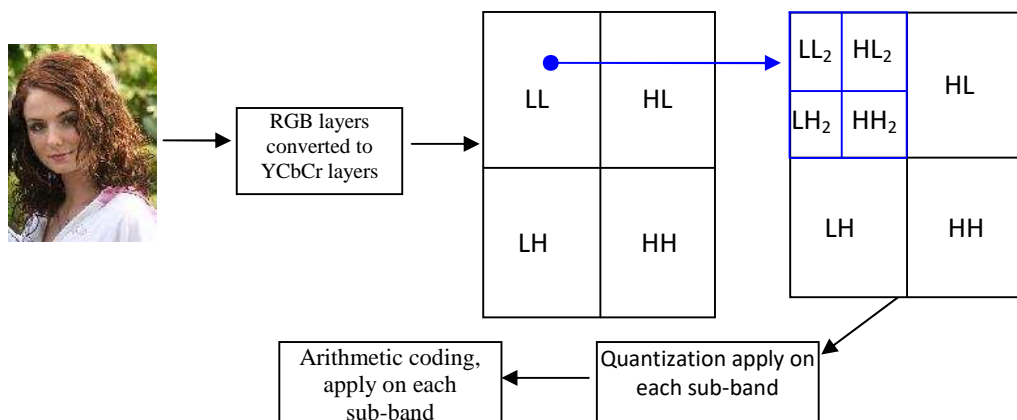 RGB layers
converted to
YCbCr layers
LL
HL
LH
HH
LL₂
HL₂
LH₂
HH₂
HL
LH
HH
Quantization apply on
each sub-band
Arithmetic coding,
apply on each
sub-band